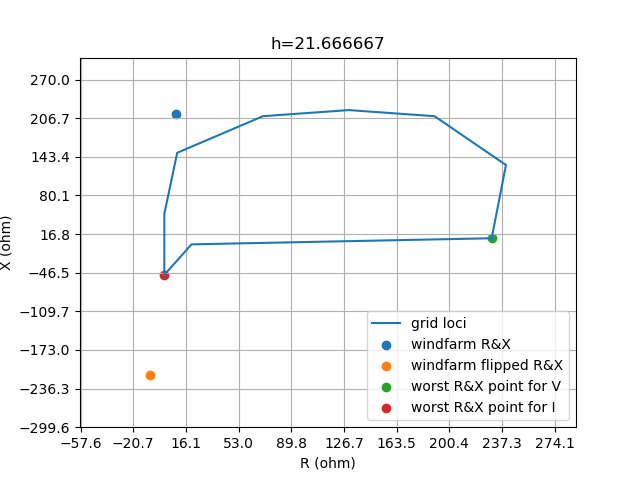 h=21.666667
270.0
206.7
143.4
80.1
16.8
−46.5
−109.7
−173.0
−236.3
−299.6
X (ohm)
grid loci
windfarm R&X
windfarm flipped R&X
worst R&X point for V
worst R&X point for I
−57.6 −20.7 16.1 53.0 89.8 126.7 163.5 200.4 237.3 274.1
R (ohm)